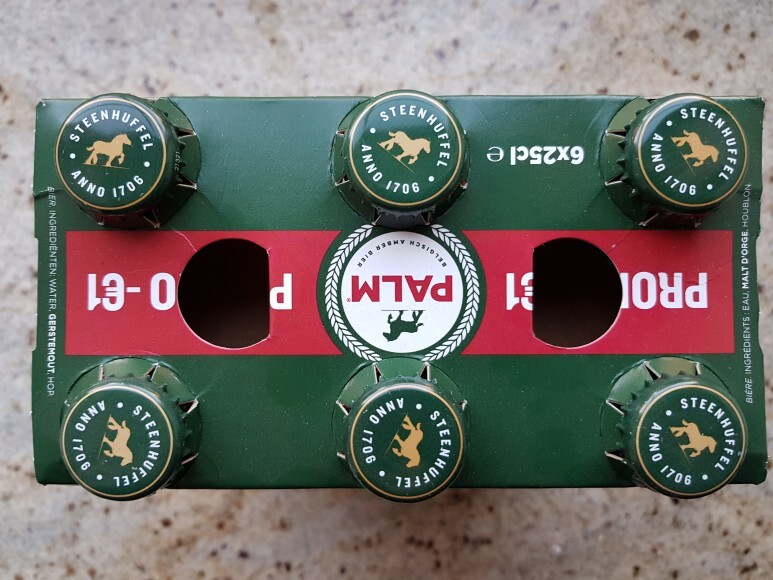 STEENHUFFEL
ANNO 1706
STEENHUFFEL
ANNO 1706
STEENHUFFEL
ANNO 1706
6x25cl e
BIER. INGREDIËNTEN: WATER, GERSTEMOUT, HOP
BIÈRE. INGRÉDIENTS: EAU, MALT D'ORGE, HOUBLON
PALM®
BELGISCH AMBER BIER
PRO €1
P O -€1
STEENHUFFEL
ANNO 1706
STEENHUFFEL
ANNO 1706
STEENHUFFEL
ANNO 1706